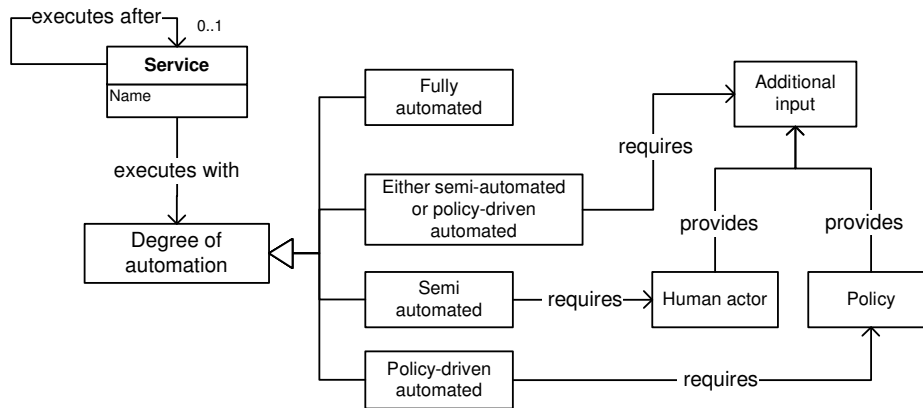 executes after
0..1
Service
Name
executes with
Degree of
automation
Fully
automated
Either semi-automated
or policy-driven
automated
Semi
automated
Policy-driven
automated
requires
requires
requires
Additional
input
provides
provides
Human actor
Policy